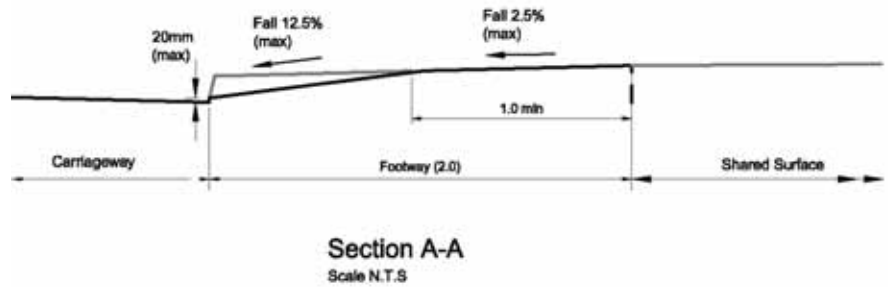 Fall 12.5%
(max)
Fall 2.5%
(max)
20mm
(max)
1.0 min
Carriageway
Footway (2.0)
Shared Surface
Section A-A
Scale N.T.S